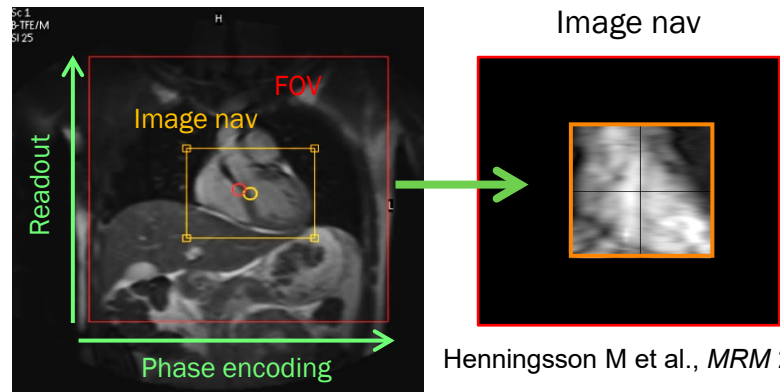 Sc 1
B-TFE/M
SI 25
H
FOV
Image nav
Readout
L
Phase encoding
Image nav
Henningsson M et al., MRM